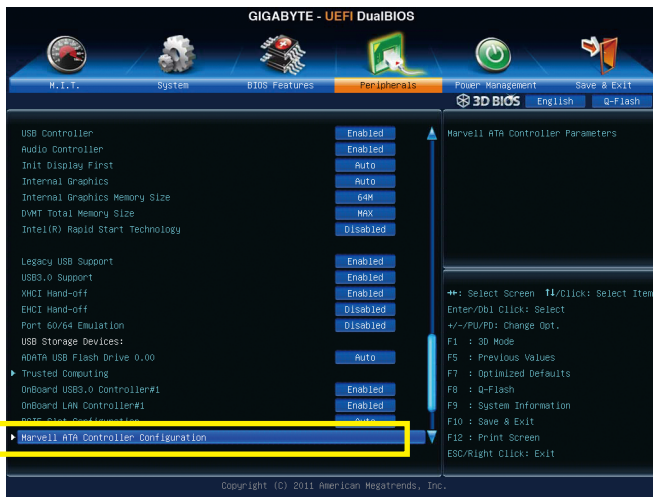 GIGABYTE - UEFI DualBIOS
M.I.T. System BIOS Features Peripherals Power Management Save & Exit
3D BIOS English Q-Flash
USB Controller Enabled
Audio Controller Enabled
Init Display First Auto
Internal Graphics Auto
Internal Graphics Memory Size 64M
DVMT Total Memory Size MAX
Intel(R) Rapid Start Technology Disabled
Legacy USB Support Enabled
USB3.0 Support Enabled
XHCI Hand-off Enabled
EHCI Hand-off Disabled
Port 60/64 Emulation Disabled
USB Storage Devices:
ADATA USB Flash Drive 0.00 Auto
Trusted Computing
OnBoard USB3.0 Controller#1 Enabled
OnBoard LAN Controller#1 Enabled
PCIE Slot Configuration Auto
Marvell ATA Controller Configuration
Marvell ATA Controller Parameters
→←: Select Screen ↑↓/Click: Select Item
Enter/Dbl Click: Select
+/-/PU/PD: Change Opt.
F1 : 3D Mode
F5 : Previous Values
F7 : Optimized Defaults
F8 : Q-Flash
F9 : System Information
F10 : Save & Exit
F12 : Print Screen
ESC/Right Click: Exit
Copyright (C) 2011 American Megatrends, Inc.